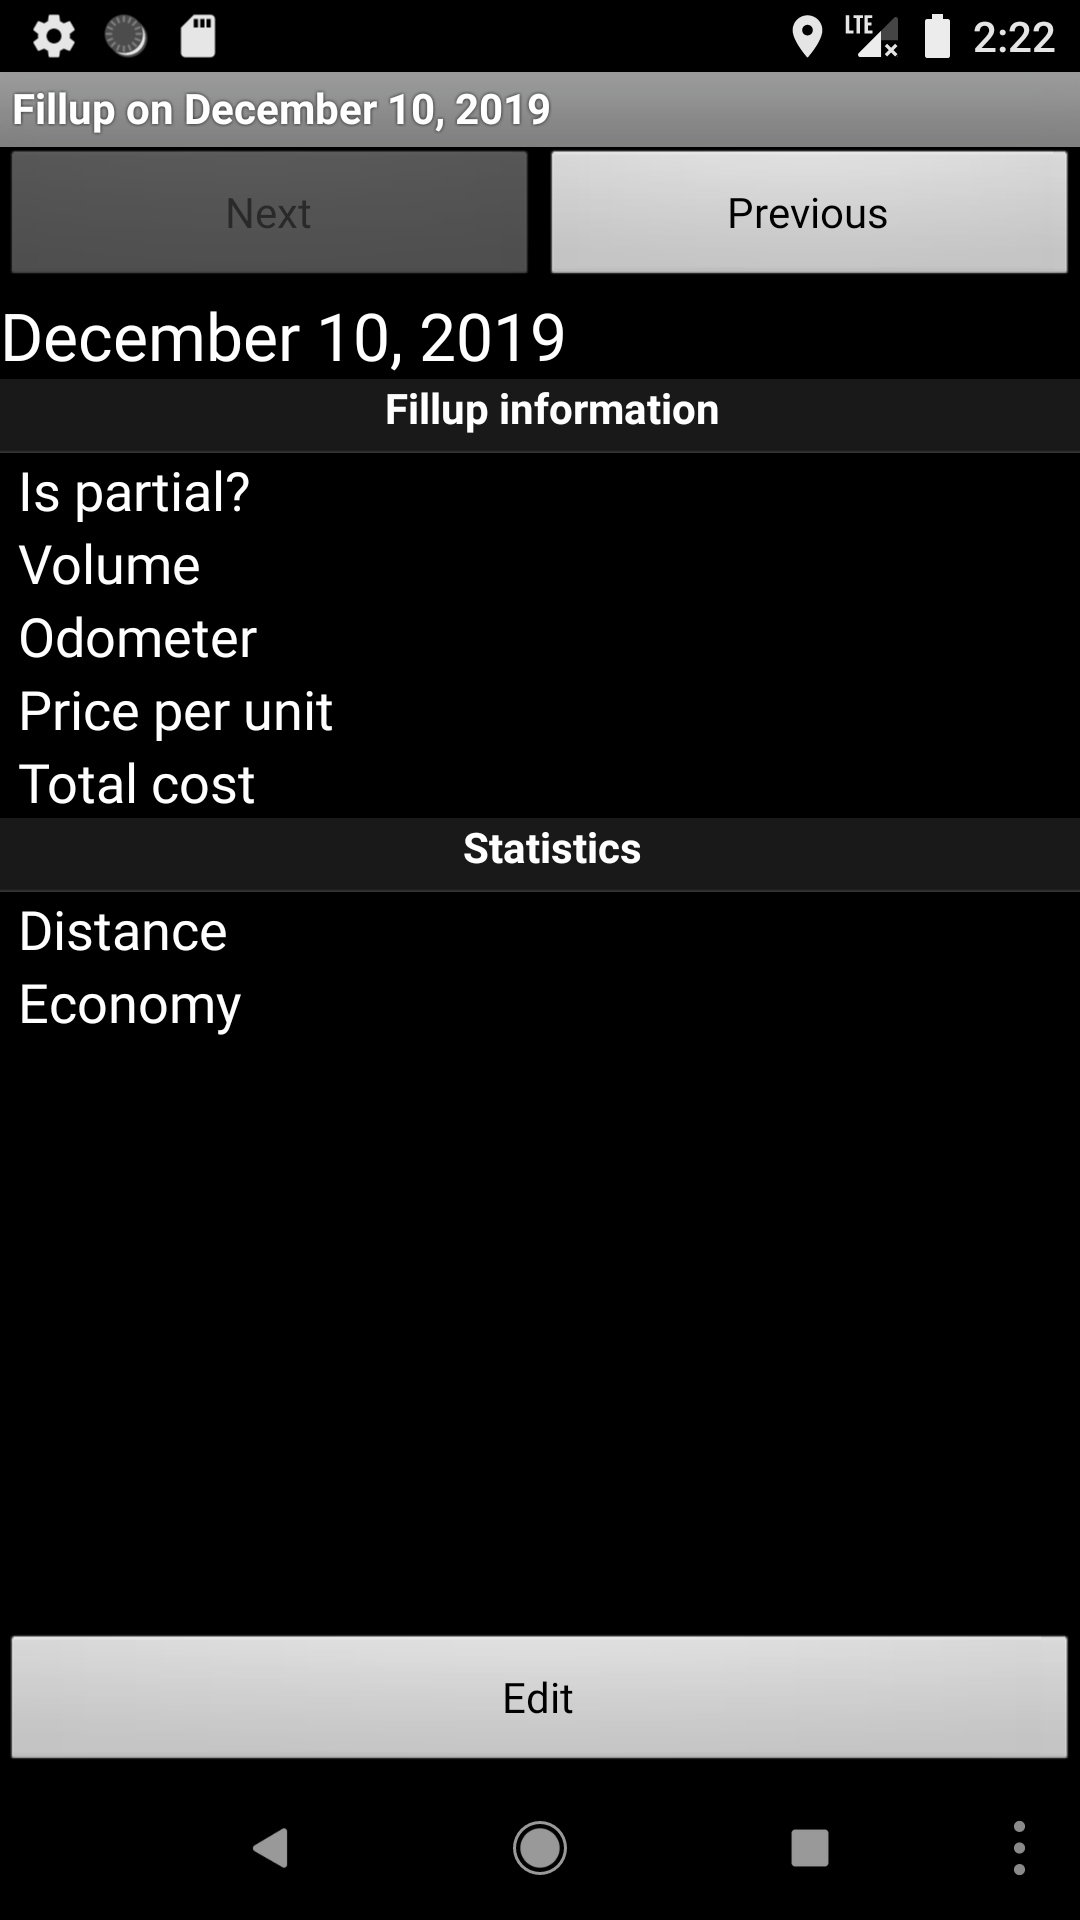 LTE 2:22
Fillup on December 10, 2019
Next Previous
December 10, 2019
Fillup information
Is partial?
Volume
Odometer
Price per unit
Total cost
Statistics
Distance
Economy
Edit